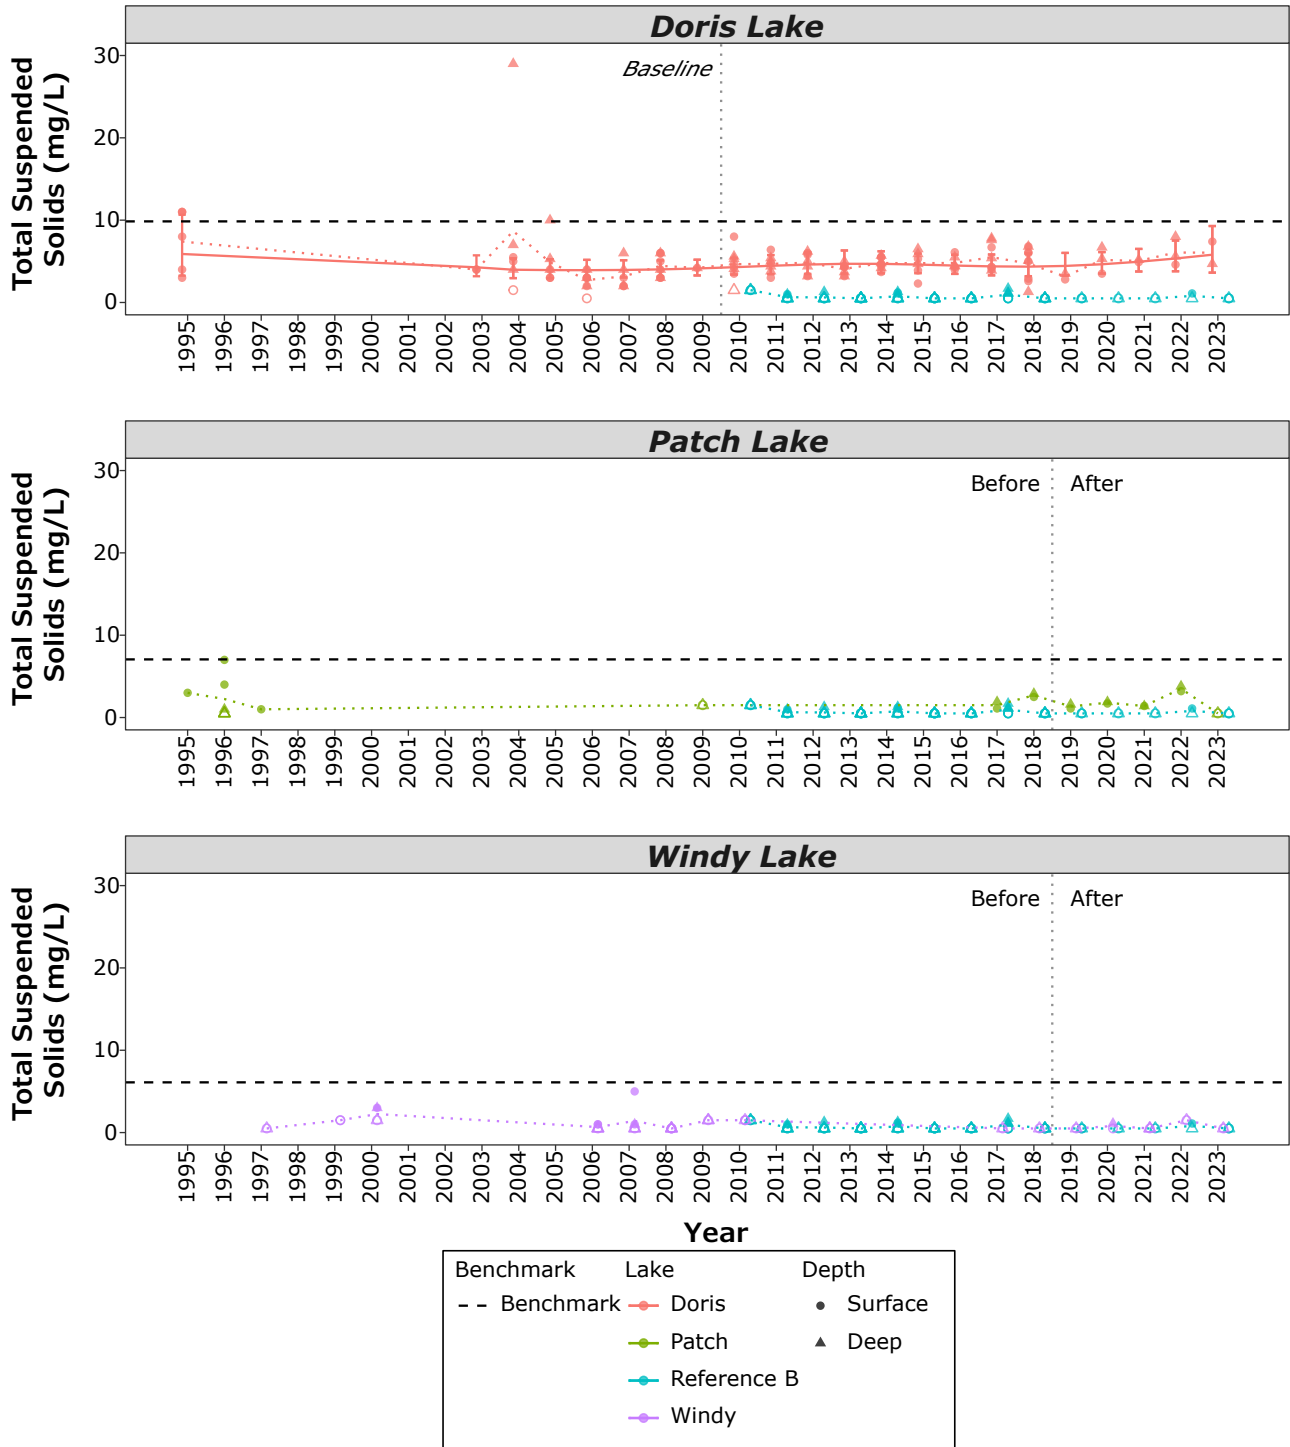 Doris Lake
Total Suspended
Solids (mg/L)
30
20
10
0
Baseline
1995 1996 1997 1998 1999 2000 2001 2002 2003 2004 2005 2006 2007 2008 2009 2010 2011 2012 2013 2014 2015 2016 2017 2018 2019 2020 2021 2022 2023
Patch Lake
Total Suspended
Solids (mg/L)
30
20
10
0
Before After
1995 1996 1997 1998 1999 2000 2001 2002 2003 2004 2005 2006 2007 2008 2009 2010 2011 2012 2013 2014 2015 2016 2017 2018 2019 2020 2021 2022 2023
Windy Lake
Total Suspended
Solids (mg/L)
30
20
10
0
Before After
1995 1996 1997 1998 1999 2000 2001 2002 2003 2004 2005 2006 2007 2008 2009 2010 2011 2012 2013 2014 2015 2016 2017 2018 2019 2020 2021 2022 2023
Year
Benchmark
Benchmark
Lake
Doris
Patch
Reference B
Windy
Depth
Surface
Deep